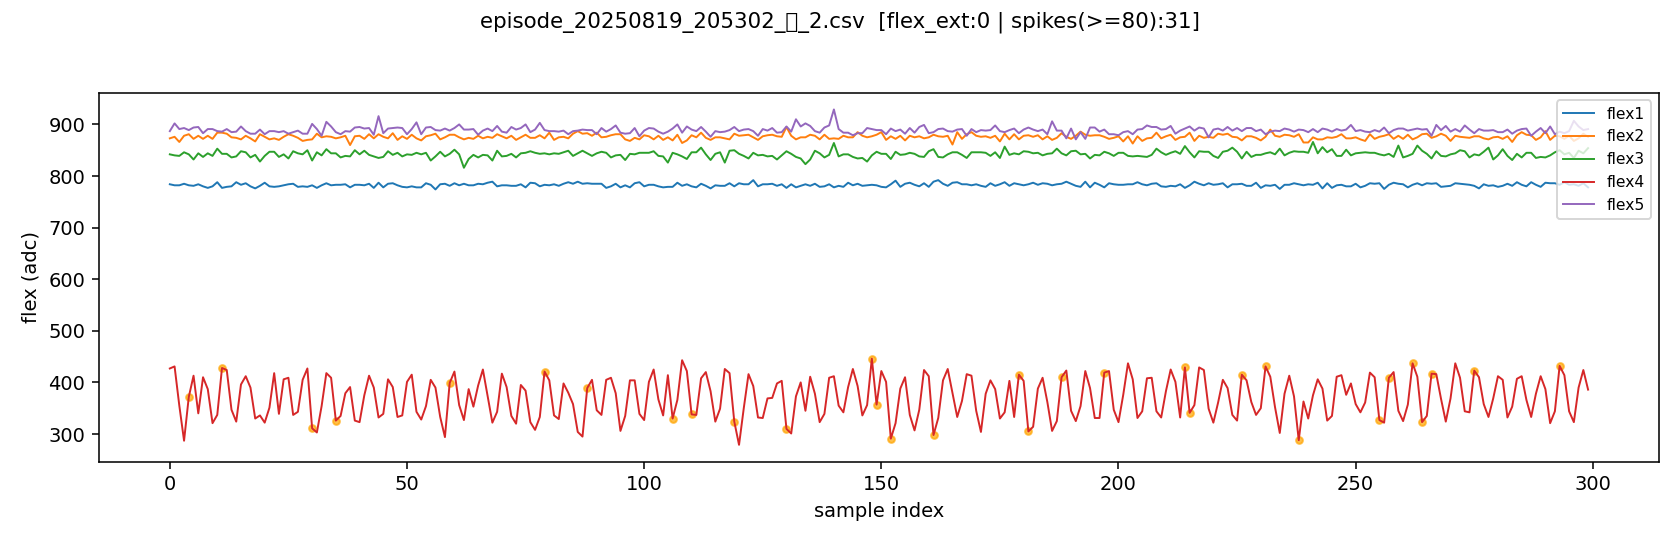 episode_20250819_205302_▯_2.csv  [flex_ext:0 | spikes(>=80):31]
flex (adc)
900
800
700
600
500
400
300
flex1
flex2
flex3
flex4
flex5
0
50
100
150
200
250
300
sample index